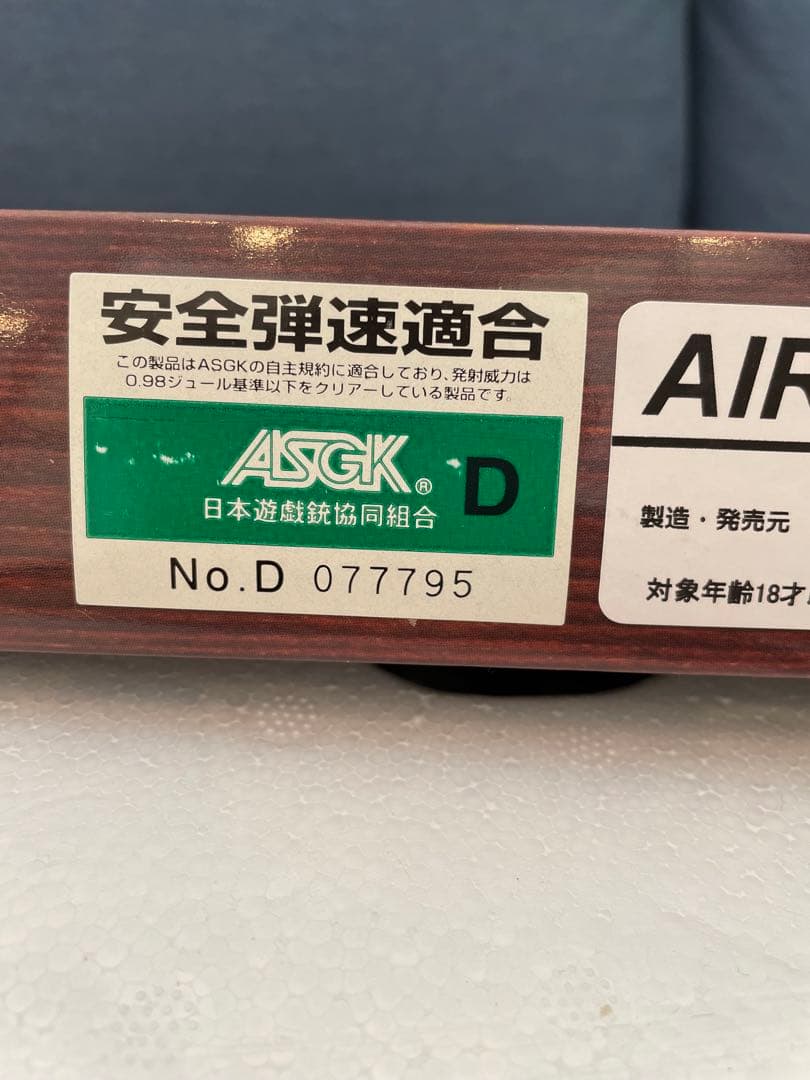 安全弾速適合
この製品はASGKの自主規約に適合しており、発射威力は
0.98ジュール基準以下をクリアーしている製品です。
ASGK® D
日本遊戯銃協同組合
No.D 077795
AIR
製造・発売元
対象年齢18才